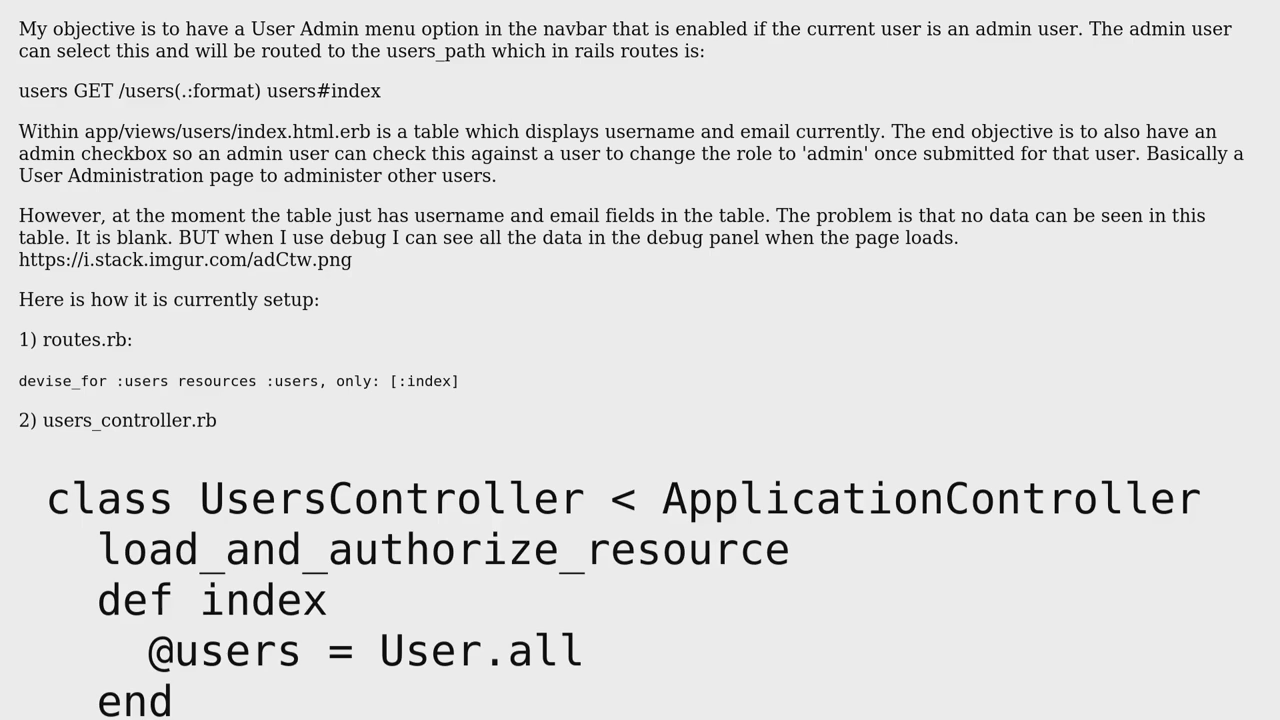 My objective is to have a User Admin menu option in the navbar that is enabled if the current user is an admin user. The admin user
can select this and will be routed to the users_path which in rails routes is:
users GET /users(.:format) users#index
Within app/views/users/index.html.erb is a table which displays username and email currently. The end objective is to also have an
admin checkbox so an admin user can check this against a user to change the role to 'admin' once submitted for that user. Basically a
User Administration page to administer other users.
However, at the moment the table just has username and email fields in the table. The problem is that no data can be seen in this
table. It is blank. BUT when I use debug I can see all the data in the debug panel when the page loads.
https://i.stack.imgur.com/adCtw.png
Here is how it is currently setup:
1) routes.rb:
devise_for :users resources :users, only: [:index]
2) users_controller.rb
class UsersController < ApplicationController
  load_and_authorize_resource
  def index
    @users = User.all
  end